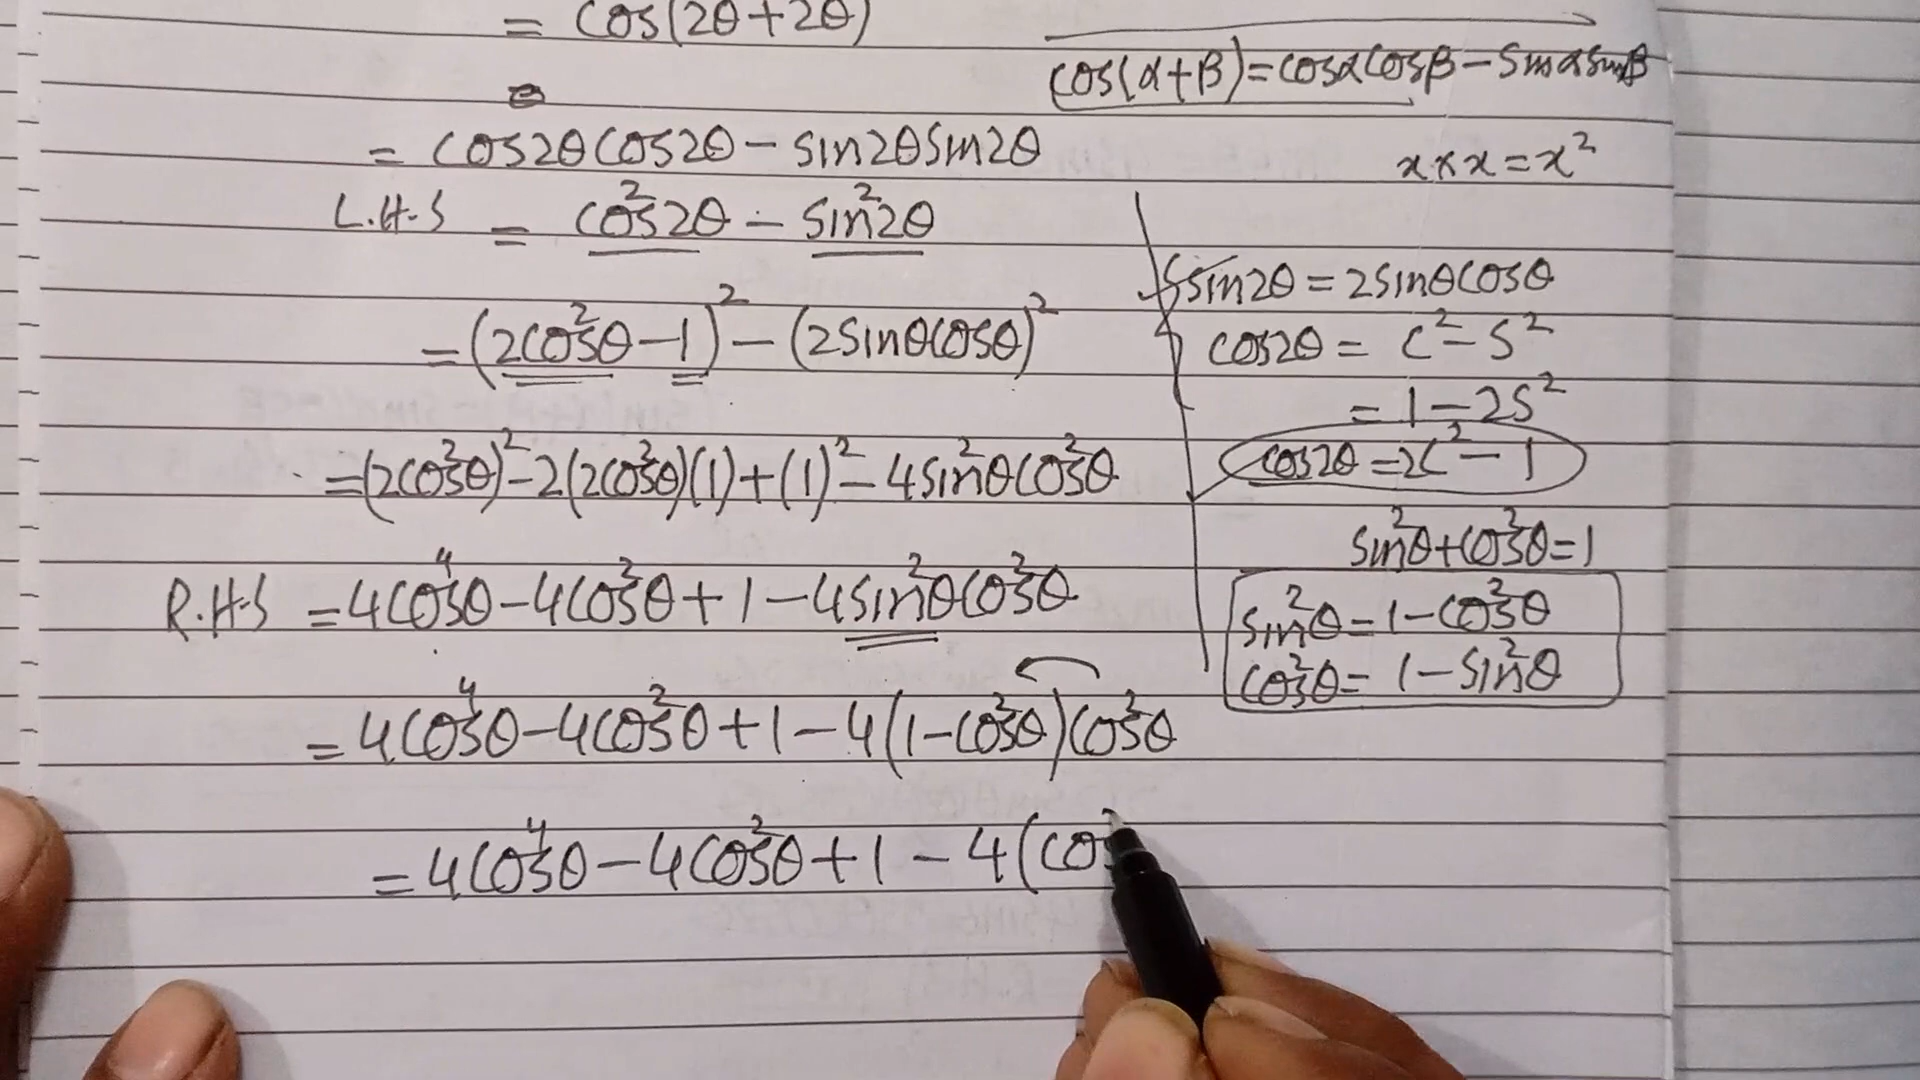 = cos(2θ+2θ)
cos(α+β)=cosαcosβ-sinαsinβ
= cos2θcos2θ-sin2θsin2θ
x×x=x²
L.H.S = cos²2θ - sin²2θ
= (2cos²θ-1)² - (2sinθcosθ)²
= (2cos²θ)²-2(2cos²θ)(1)+(1)²-4sin²θcos²θ
R.H.S = 4cos⁴θ-4cos²θ+1-4sin²θcos²θ
= 4cos⁴θ-4cos²θ+1-4(1-cos²θ)cos²θ
= 4cos⁴θ-4cos²θ+1-4(cos²
sin2θ=2sinθcosθ
cos2θ= c²-s²
= 1-2s²
cos2θ=2c²-1
sin²θ+cos²θ=1
sin²θ=1-cos²θ
cos²θ= 1-sin²θ